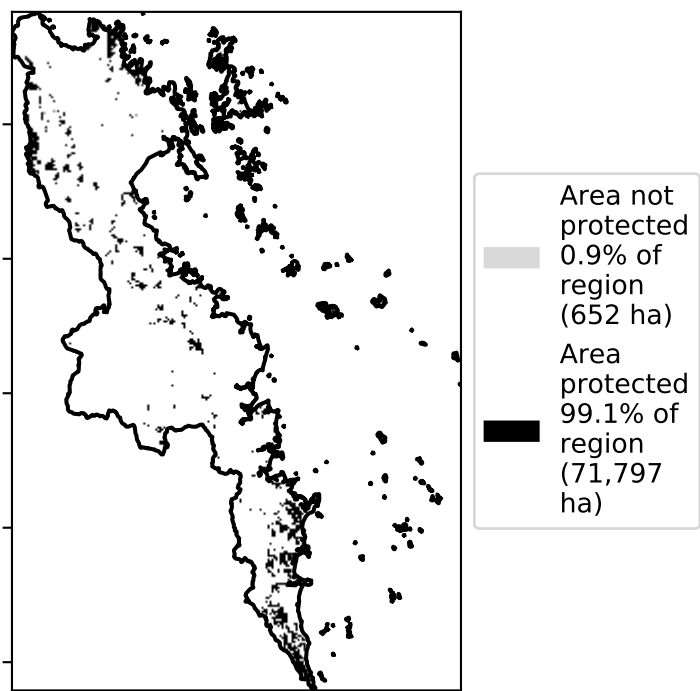 Area not
protected
0.9% of
region
(652 ha)
Area
protected
99.1% of
region
(71,797
ha)